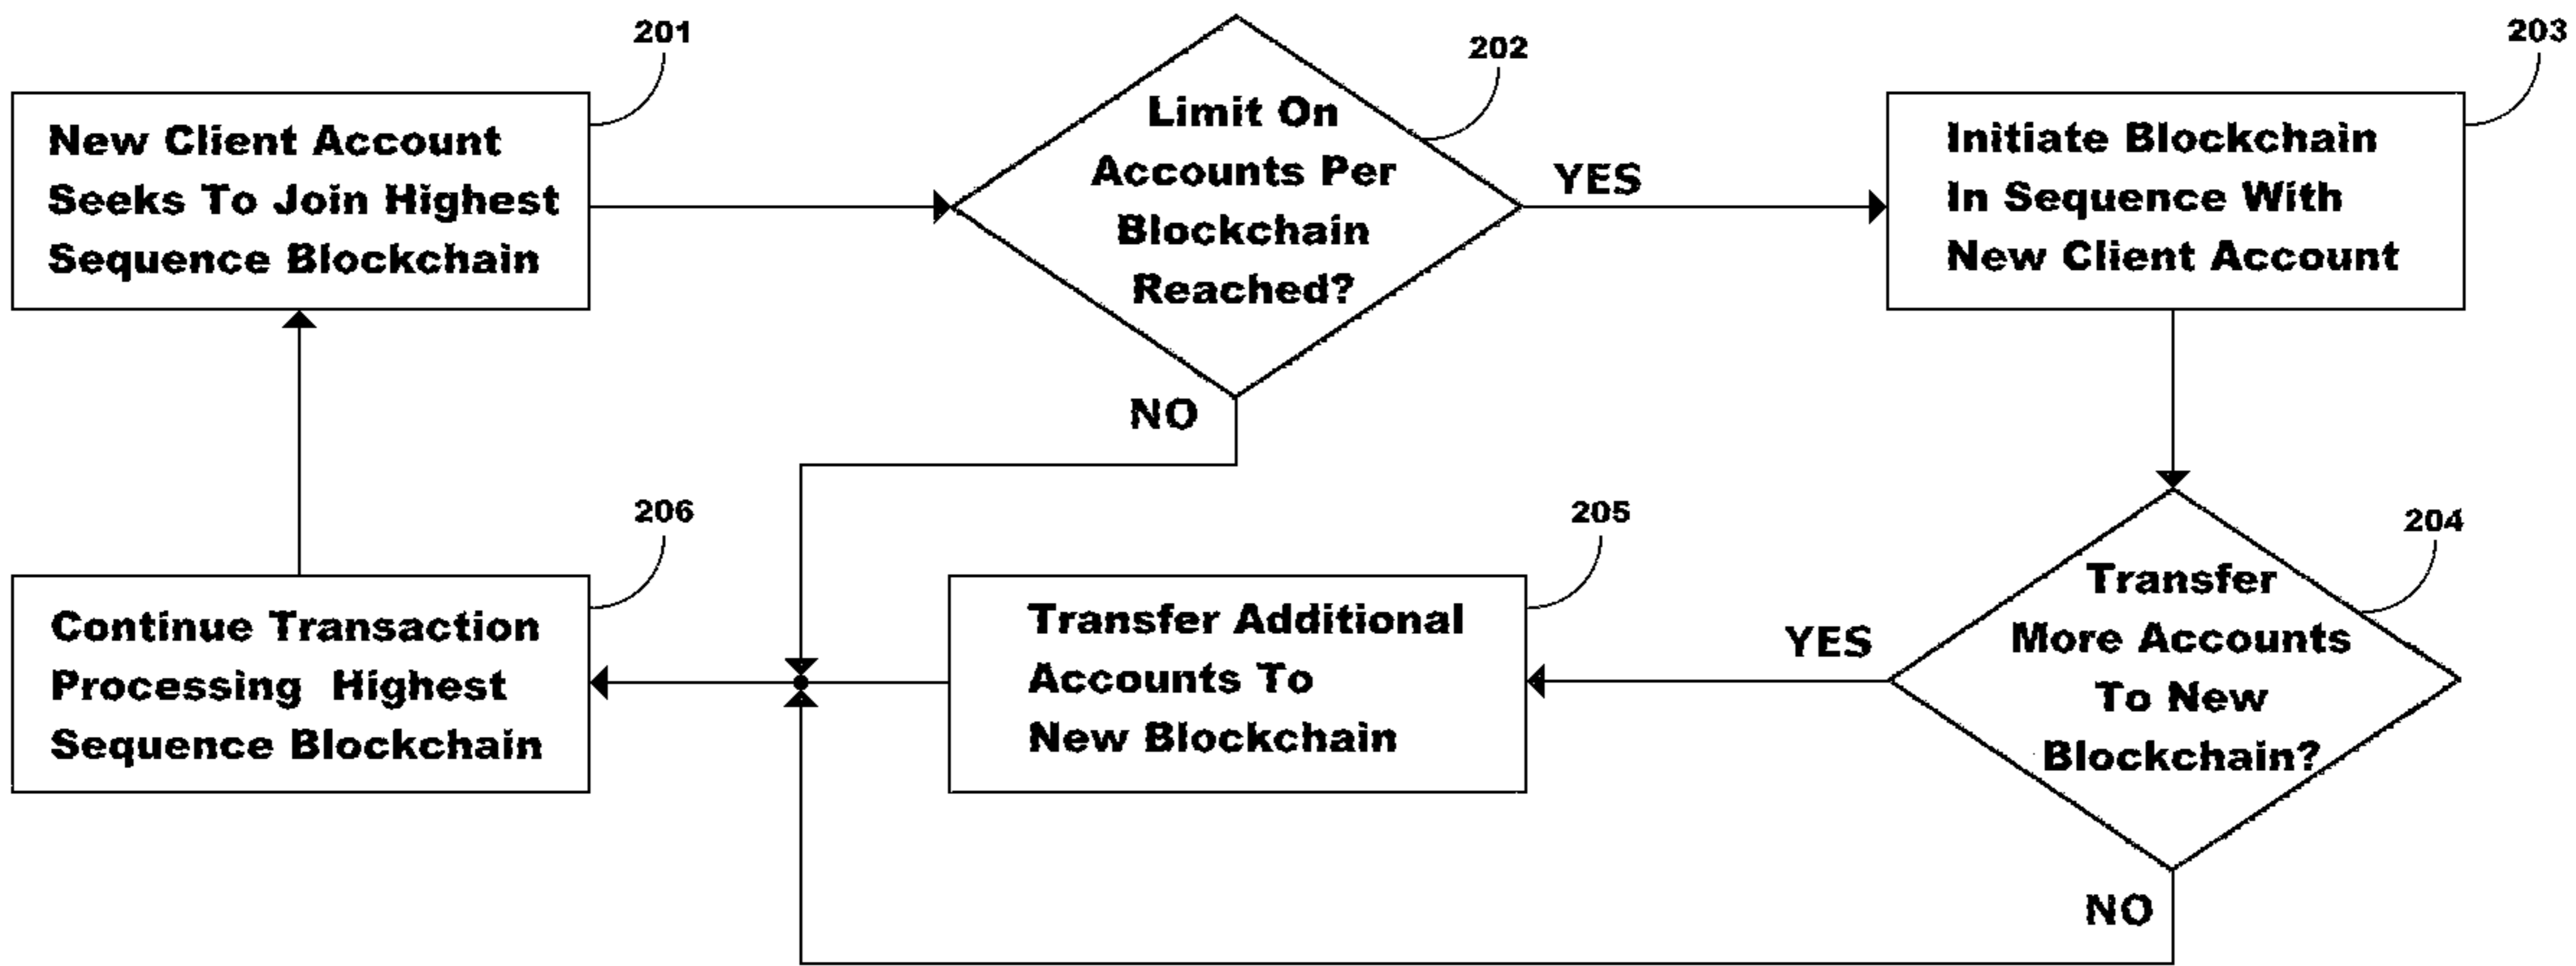 201
New Client Account
Seeks To Join Highest
Sequence Blockchain
202
Limit On
Accounts Per
Blockchain
Reached?
YES
NO
203
Initiate Blockchain
In Sequence With
New Client Account
204
Transfer
More Accounts
To New
Blockchain?
YES
NO
205
Transfer Additional
Accounts To
New Blockchain
206
Continue Transaction
Processing  Highest
Sequence Blockchain